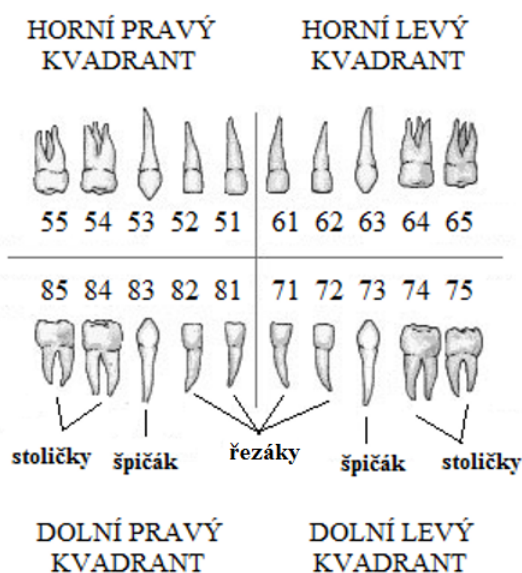 HORNÍ PRAVÝ
KVADRANT
HORNÍ LEVÝ
KVADRANT
55 54 53 52 51 61 62 63 64 65
85 84 83 82 81 71 72 73 74 75
stoličky špičák řezáky špičák stoličky
DOLNÍ PRAVÝ
KVADRANT
DOLNÍ LEVÝ
KVADRANT